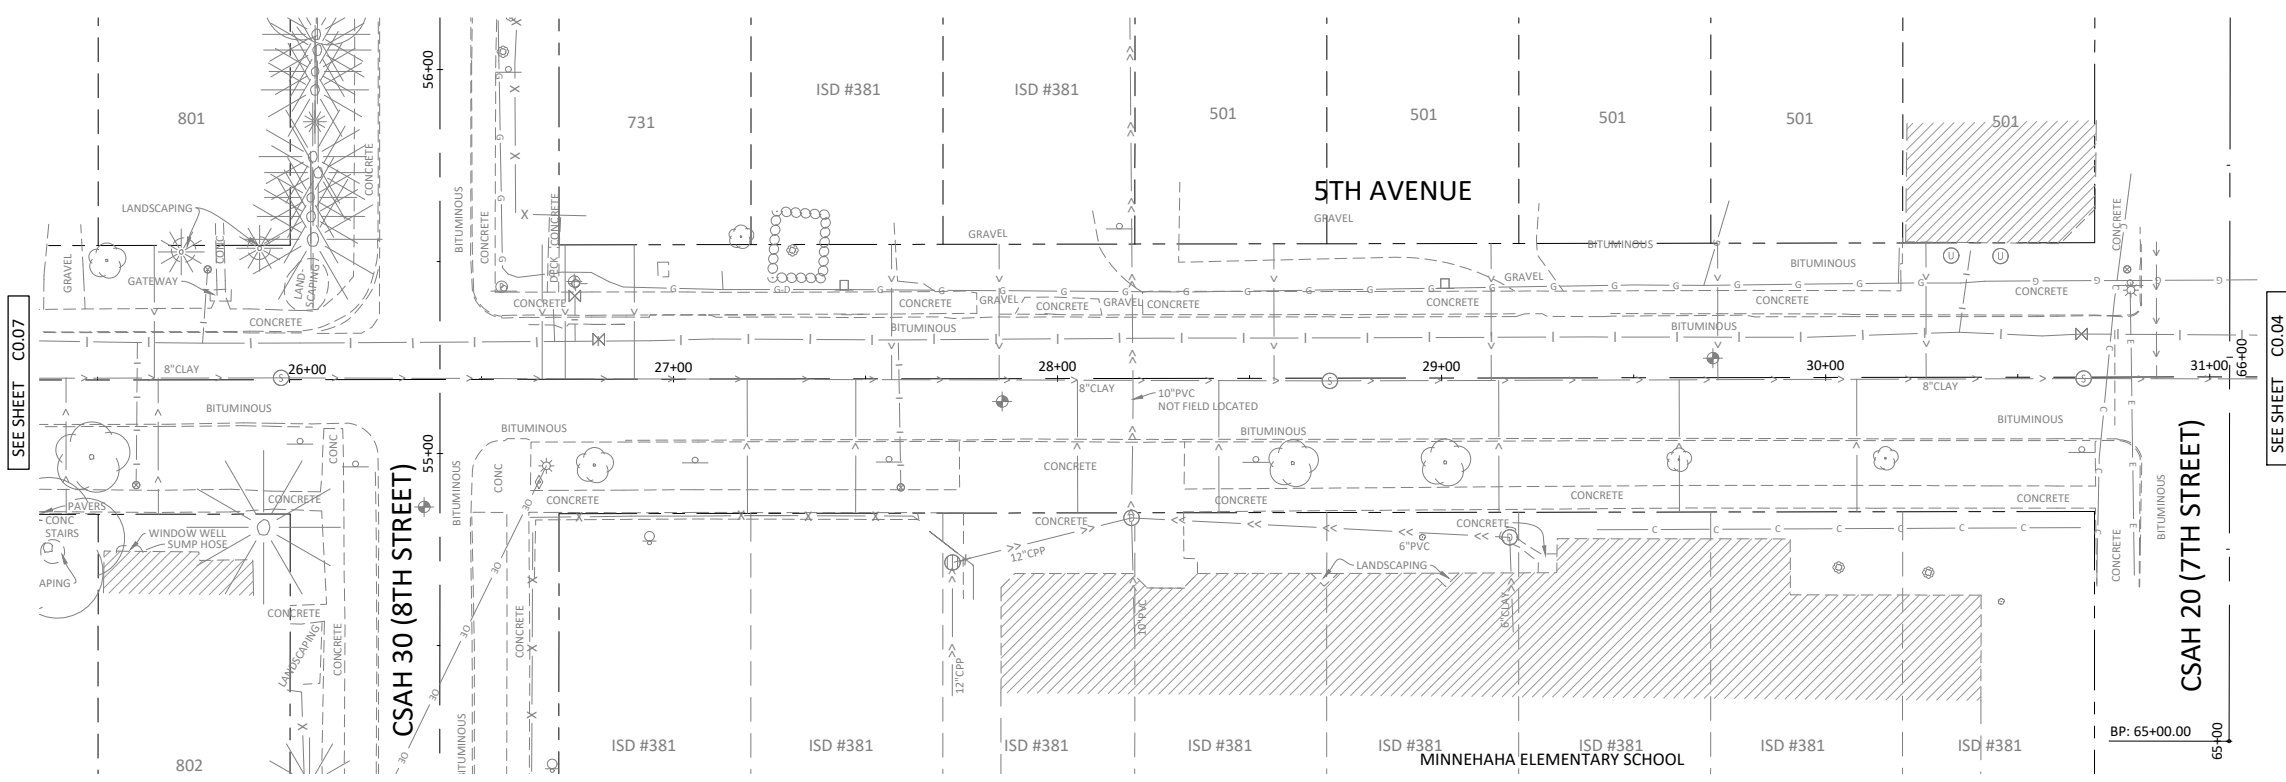 56+00
801
731
ISD #381
ISD #381
501
501
501
501
501
CONCRETE
LANDSCAPING
5TH AVENUE
GRAVEL
BITUMINOUS
CONCRETE
DECK
CONCRETE
GRAVEL
BITUMINOUS
BITUMINOUS
CONCRETE
GRAVEL
GATEWAY
CONC
LAND-
SCAPING
CONCRETE
CONCRETE
CONCRETE
GRAVEL
CONCRETE
GRAVEL
CONCRETE
CONCRETE
GRAVEL
CONCRETE
CONCRETE
BITUMINOUS
BITUMINOUS
SEE SHEET C0.07
SEE SHEET C0.04
8"CLAY
26+00
27+00
28+00
29+00
30+00
31+00
66+00
8"CLAY
10"PVC
NOT FIELD LOCATED
8"CLAY
BITUMINOUS
BITUMINOUS
BITUMINOUS
BITUMINOUS
CONC
55+00
BITUMINOUS
CONC
CONCRETE
CONCRETE
CONCRETE
CONCRETE
CONCRETE
CONCRETE
PAVERS
CONC
STAIRS
WINDOW WELL
SUMP HOSE
APING
CONCRETE
CONCRETE
LANDSCAPING
CSAH 30 (8TH STREET)
CONCRETE
BITUMINOUS
CONCRETE
12"CPP
12"CPP
10"PVC
6"PVC
CONCRETE
LANDSCAPING
6"CLAY
CONCRETE
BITUMINOUS
CSAH 20 (7TH STREET)
BP: 65+00.00
65+00
802
ISD #381
ISD #381
ISD #381
ISD #381
ISD #381
ISD #381
ISD #381
ISD #381
MINNEHAHA ELEMENTARY SCHOOL